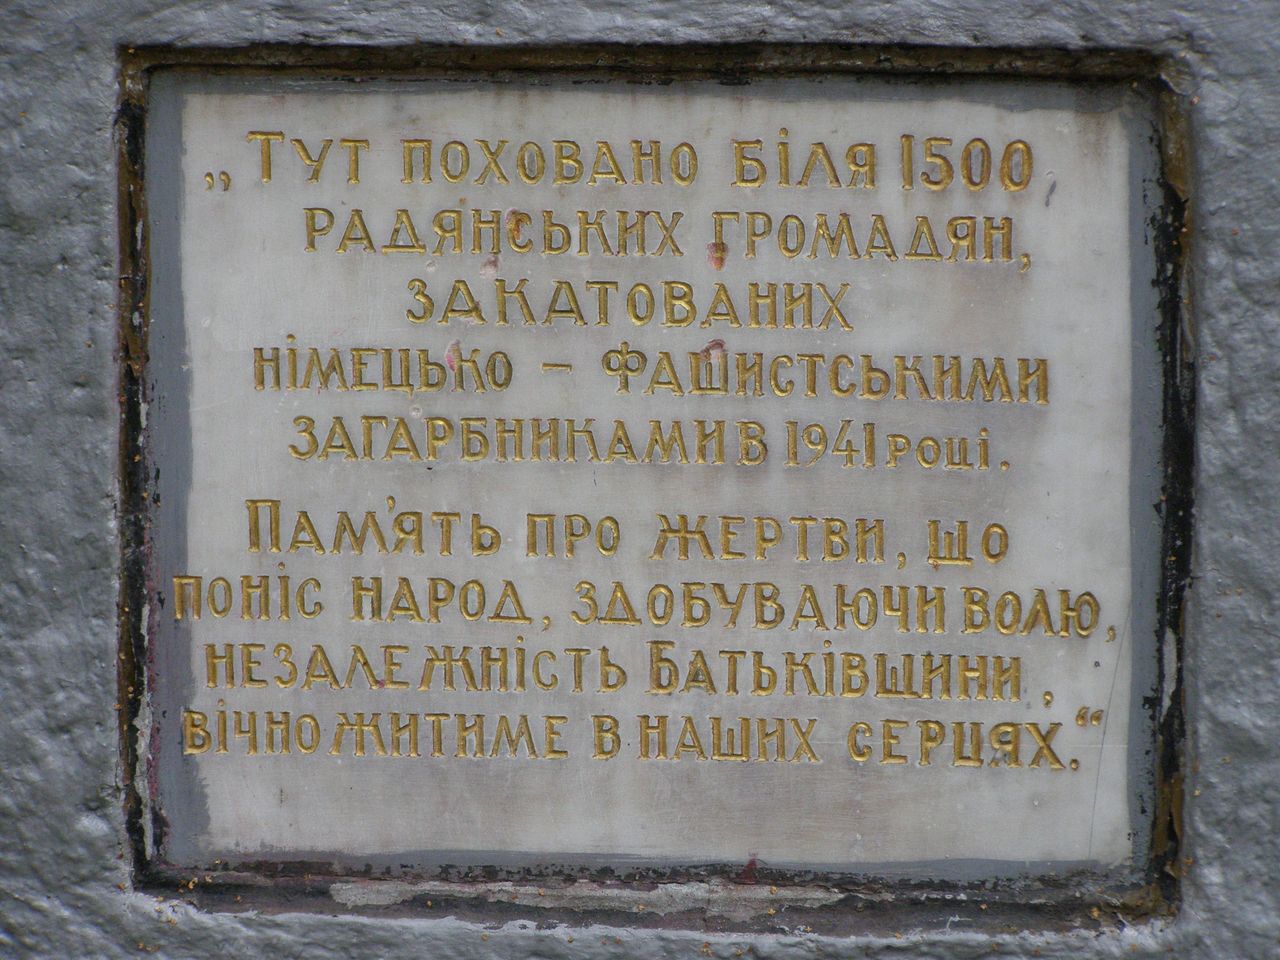 „ТУТ ПОХОВАНО БІЛЯ 1500
РАДЯНСЬКИХ ГРОМАДЯН,
ЗАКАТОВАНИХ
НІМЕЦЬКО - ФАШИСТСЬКИМИ
ЗАГАРБНИКАМИ В 1941 РОЦІ.
ПАМ'ЯТЬ ПРО ЖЕРТВИ, ЩО
ПОНІС НАРОД, ЗДОБУВАЮЧИ ВОЛЮ,
НЕЗАЛЕЖНІСТЬ БАТЬКІВЩИНИ,
ВІЧНО ЖИТИМЕ В НАШИХ СЕРЦЯХ.“